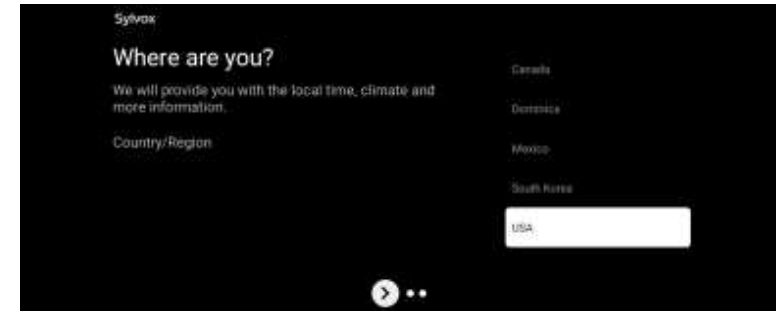 Sylvox
Where are you?
We will provide you with the local time, climate and
more information.
Country/Region
Canada
Dominica
Mexico
South Korea
USA